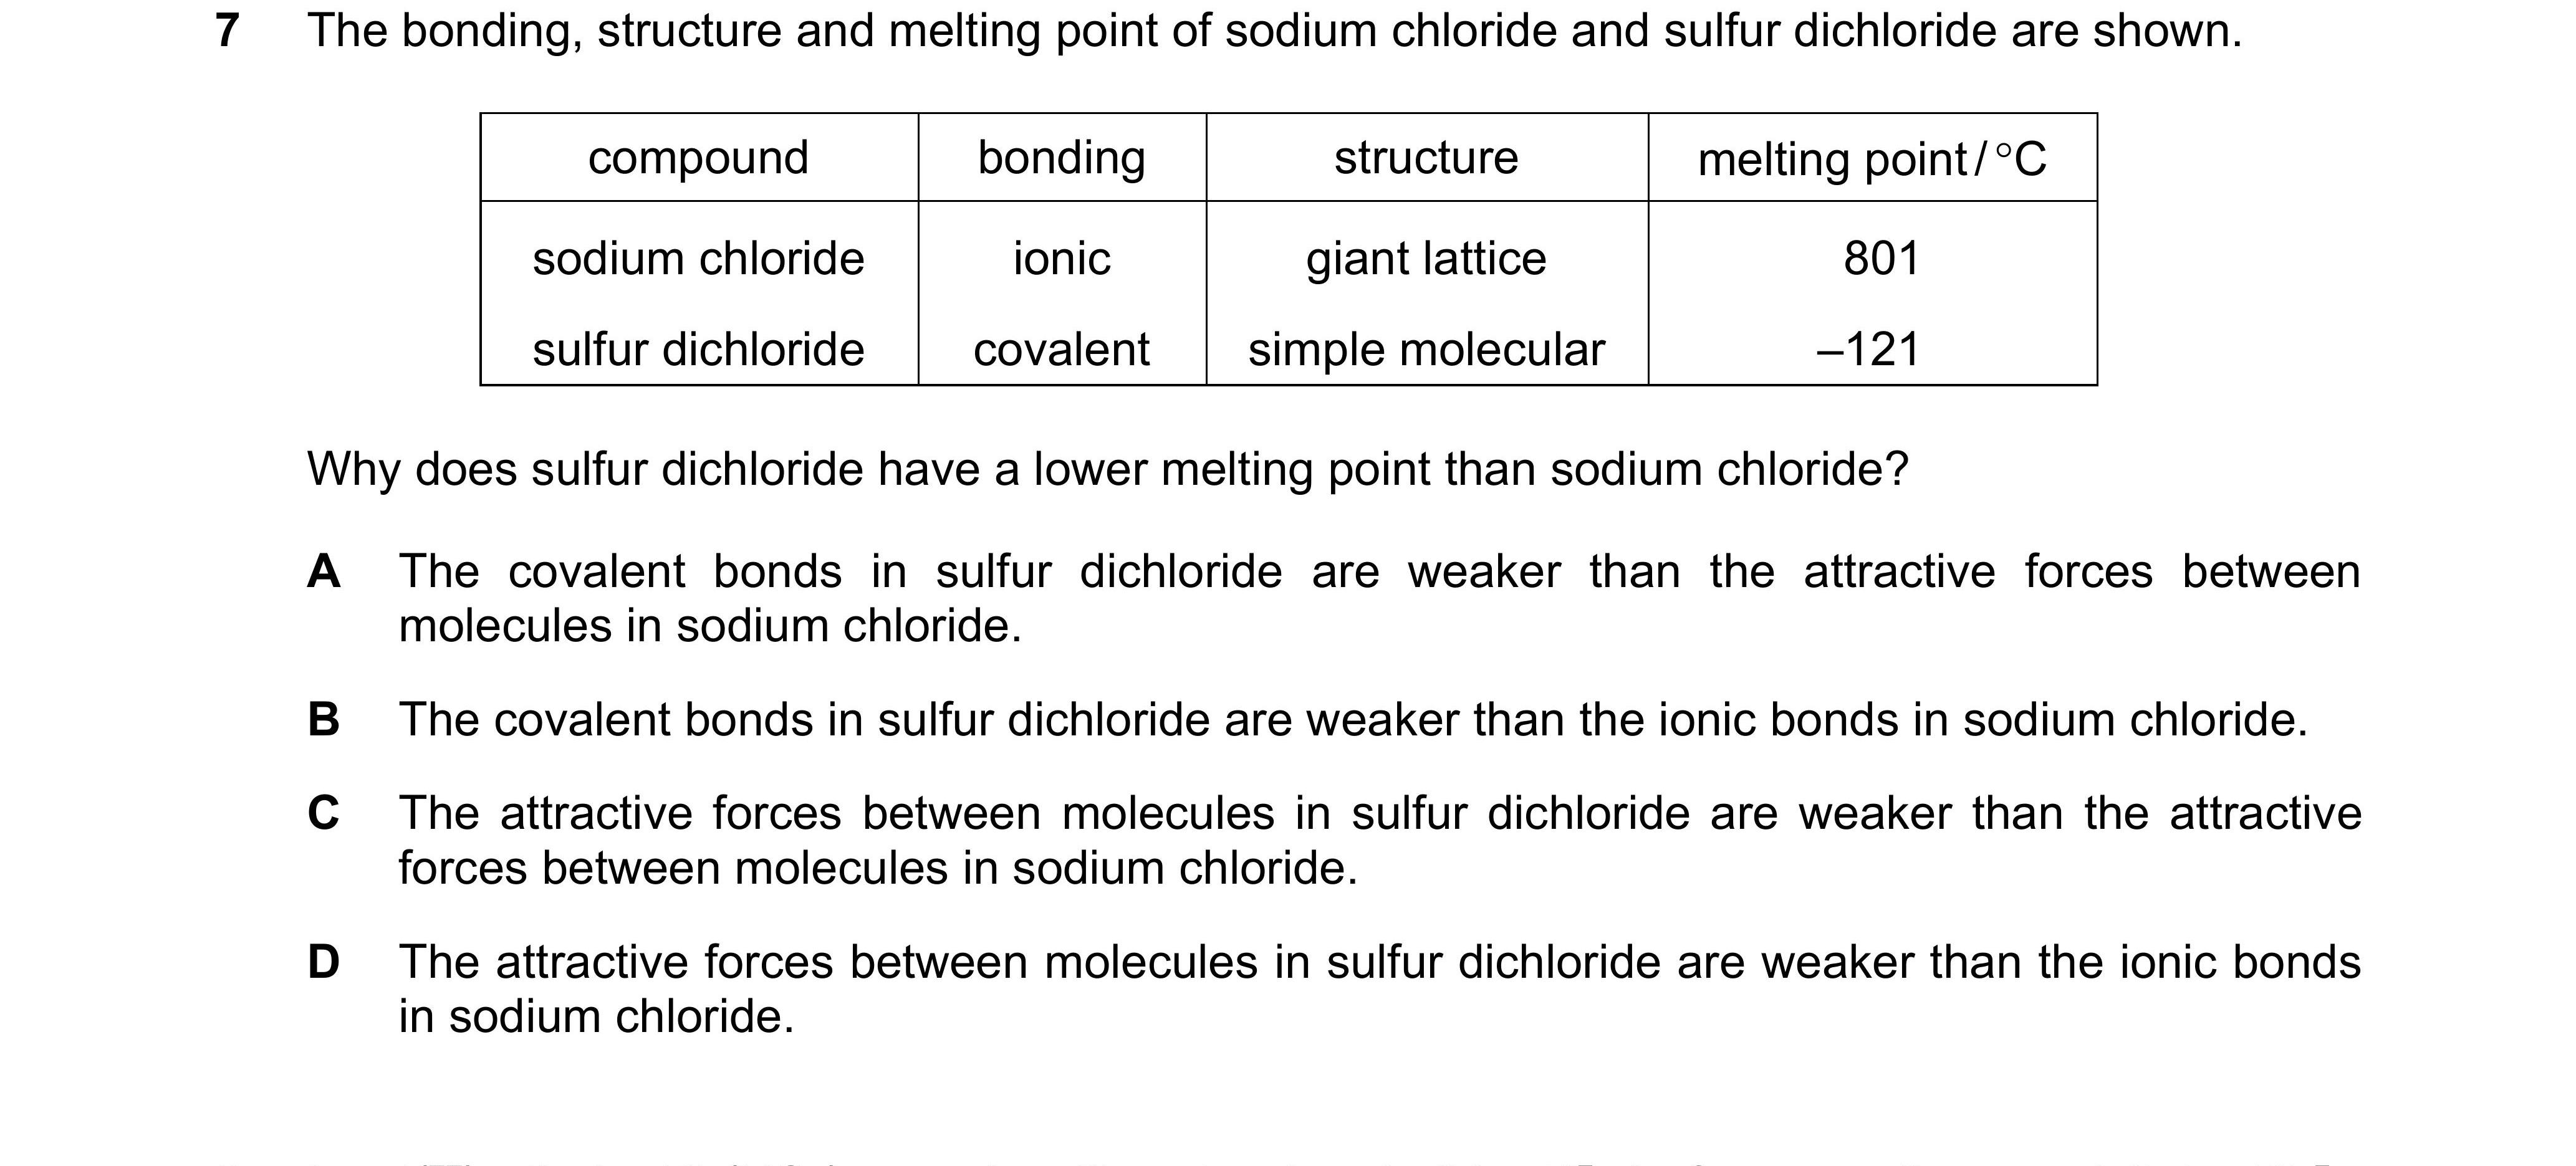 7 The bonding, structure and melting point of sodium chloride and sulfur dichloride are shown.
compound bonding structure melting point / °C
sodium chloride ionic giant lattice 801
sulfur dichloride covalent simple molecular –121
Why does sulfur dichloride have a lower melting point than sodium chloride?
A The covalent bonds in sulfur dichloride are weaker than the attractive forces between
molecules in sodium chloride.
B The covalent bonds in sulfur dichloride are weaker than the ionic bonds in sodium chloride.
C The attractive forces between molecules in sulfur dichloride are weaker than the attractive
forces between molecules in sodium chloride.
D The attractive forces between molecules in sulfur dichloride are weaker than the ionic bonds
in sodium chloride.